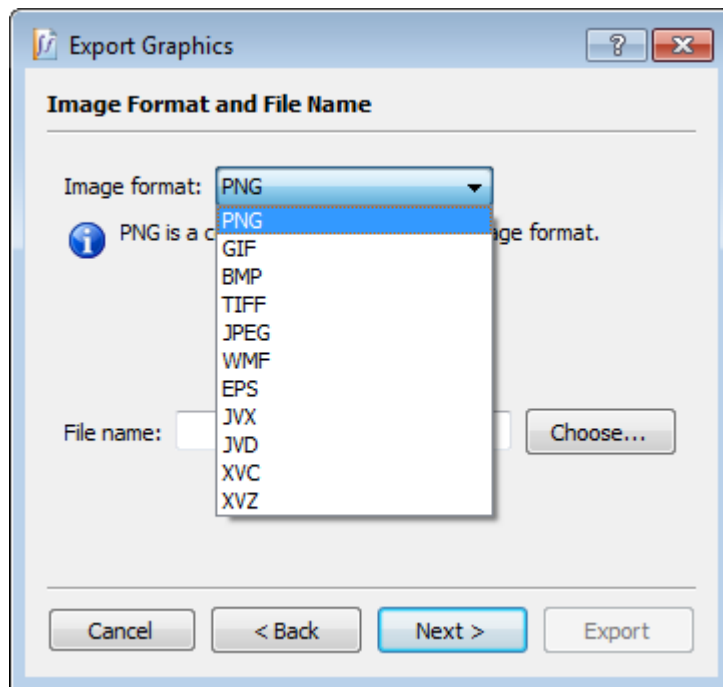 Export Graphics
Image Format and File Name
Image format: PNG
PNG
PNG is a c
ge format.
GIF
BMP
TIFF
JPEG
WMF
EPS
JVX
File name:
Choose...
JVD
XVC
XVZ
Cancel
< Back
Next >
Export